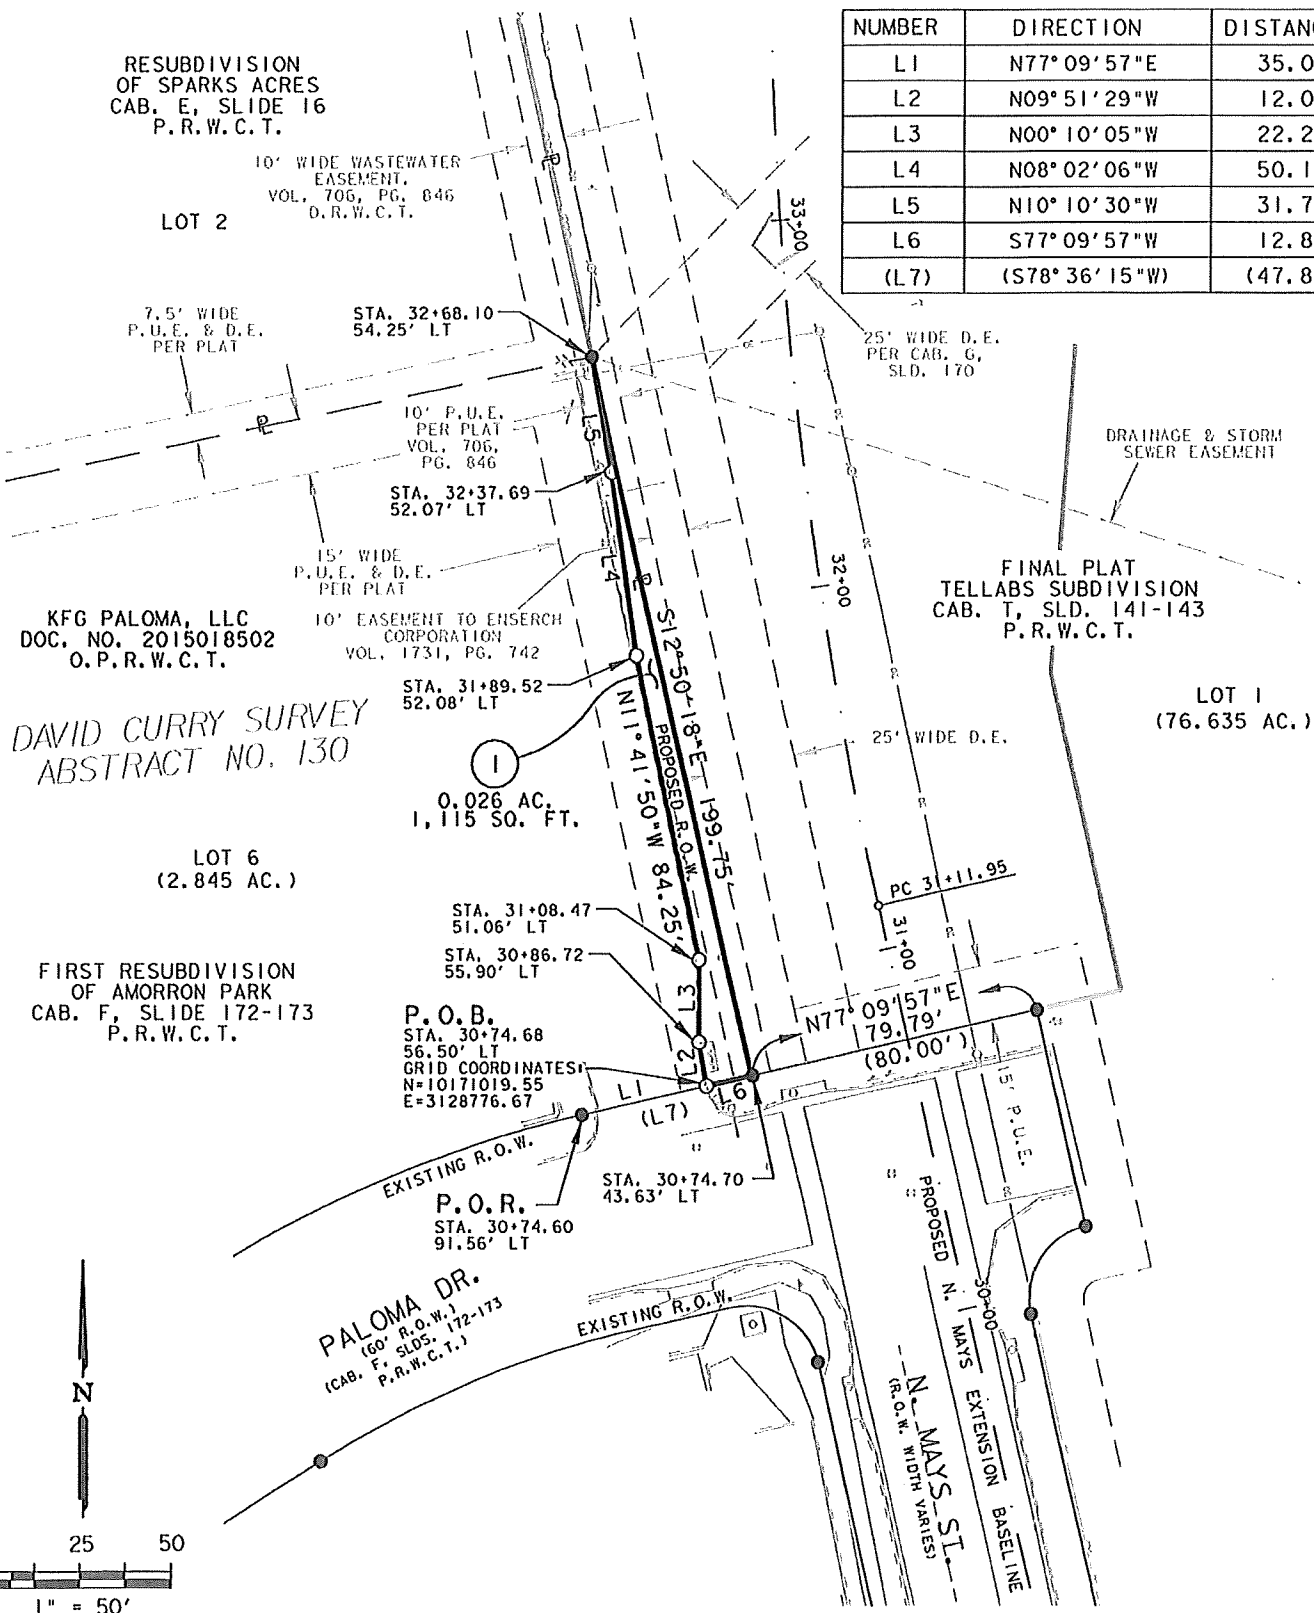 NUMBER DIRECTION DISTANC
L1 N77°09'57"E 35.0
L2 N09°51'29"W 12.0
L3 N00°10'05"W 22.2
L4 N08°02'06"W 50.1
L5 N10°10'30"W 31.7
L6 S77°09'57"W 12.8
(L7) (S78°36'15"W) (47.8
RESUBDIVISION
OF SPARKS ACRES
CAB. E, SLIDE 16
P.R.W.C.T.
10' WIDE WASTEWATER
EASEMENT.
VOL. 706, PG. 846
D.R.W.C.T.
LOT 2
33+00
7.5' WIDE
P.U.E. & D.E.
PER PLAT
STA. 32+68.10
54.25' LT
25' WIDE D.E.
PER CAB. G,
SLD. 170
PL
PL
10' P.U.E.
PER PLAT
VOL. 706,
PG. 846
L5
DRAINAGE & STORM
SEWER EASEMENT
STA. 32+37.69
52.07' LT
15' WIDE
P.U.E. & D.E.
PER PLAT
L4
PL
32+00
FINAL PLAT
TELLABS SUBDIVISION
CAB. T, SLD. 141-143
P.R.W.C.T.
KFG PALOMA, LLC
DOC. NO. 2015018502
O.P.R.W.C.T.
10' EASEMENT TO ENSERCH
CORPORATION
VOL. 1731, PG. 742
STA. 31+89.52
52.08' LT
S12°50'18"E 199.75'
LOT 1
(76.635 AC.)
DAVID CURRY SURVEY
ABSTRACT NO. 130
N11°41'50"W 84.25'
PROPOSED R.O.W.
25' WIDE D.E.
1
0.026 AC.
1,115 SQ. FT.
LOT 6
(2.845 AC.)
PC 31+11.95
31+00
STA. 31+08.47
51.06' LT
STA. 30+86.72
55.90' LT
FIRST RESUBDIVISION
OF AMORRON PARK
CAB. F, SLIDE 172-173
P.R.W.C.T.
L3
P.O.B.
STA. 30+74.68
56.50' LT
GRID COORDINATES:
N=10171019.55
E=3128776.67
L2
N77°09'57"E
79.79'
(80.00')
L1
(L7)
L6
15' P.U.E.
EXISTING R.O.W.
P.O.R.
STA. 30+74.60
91.56' LT
STA. 30+74.70
43.63' LT
PALOMA DR.
(60' R.O.W.)
(CAB. F, SLDS. 172-173
P.R.W.C.T.)
EXISTING R.O.W.
30+00
PROPOSED N. MAYS EXTENSION BASELINE
N. MAYS ST.
(R.O.W. WIDTH VARIES)
N
25 50
1" = 50'